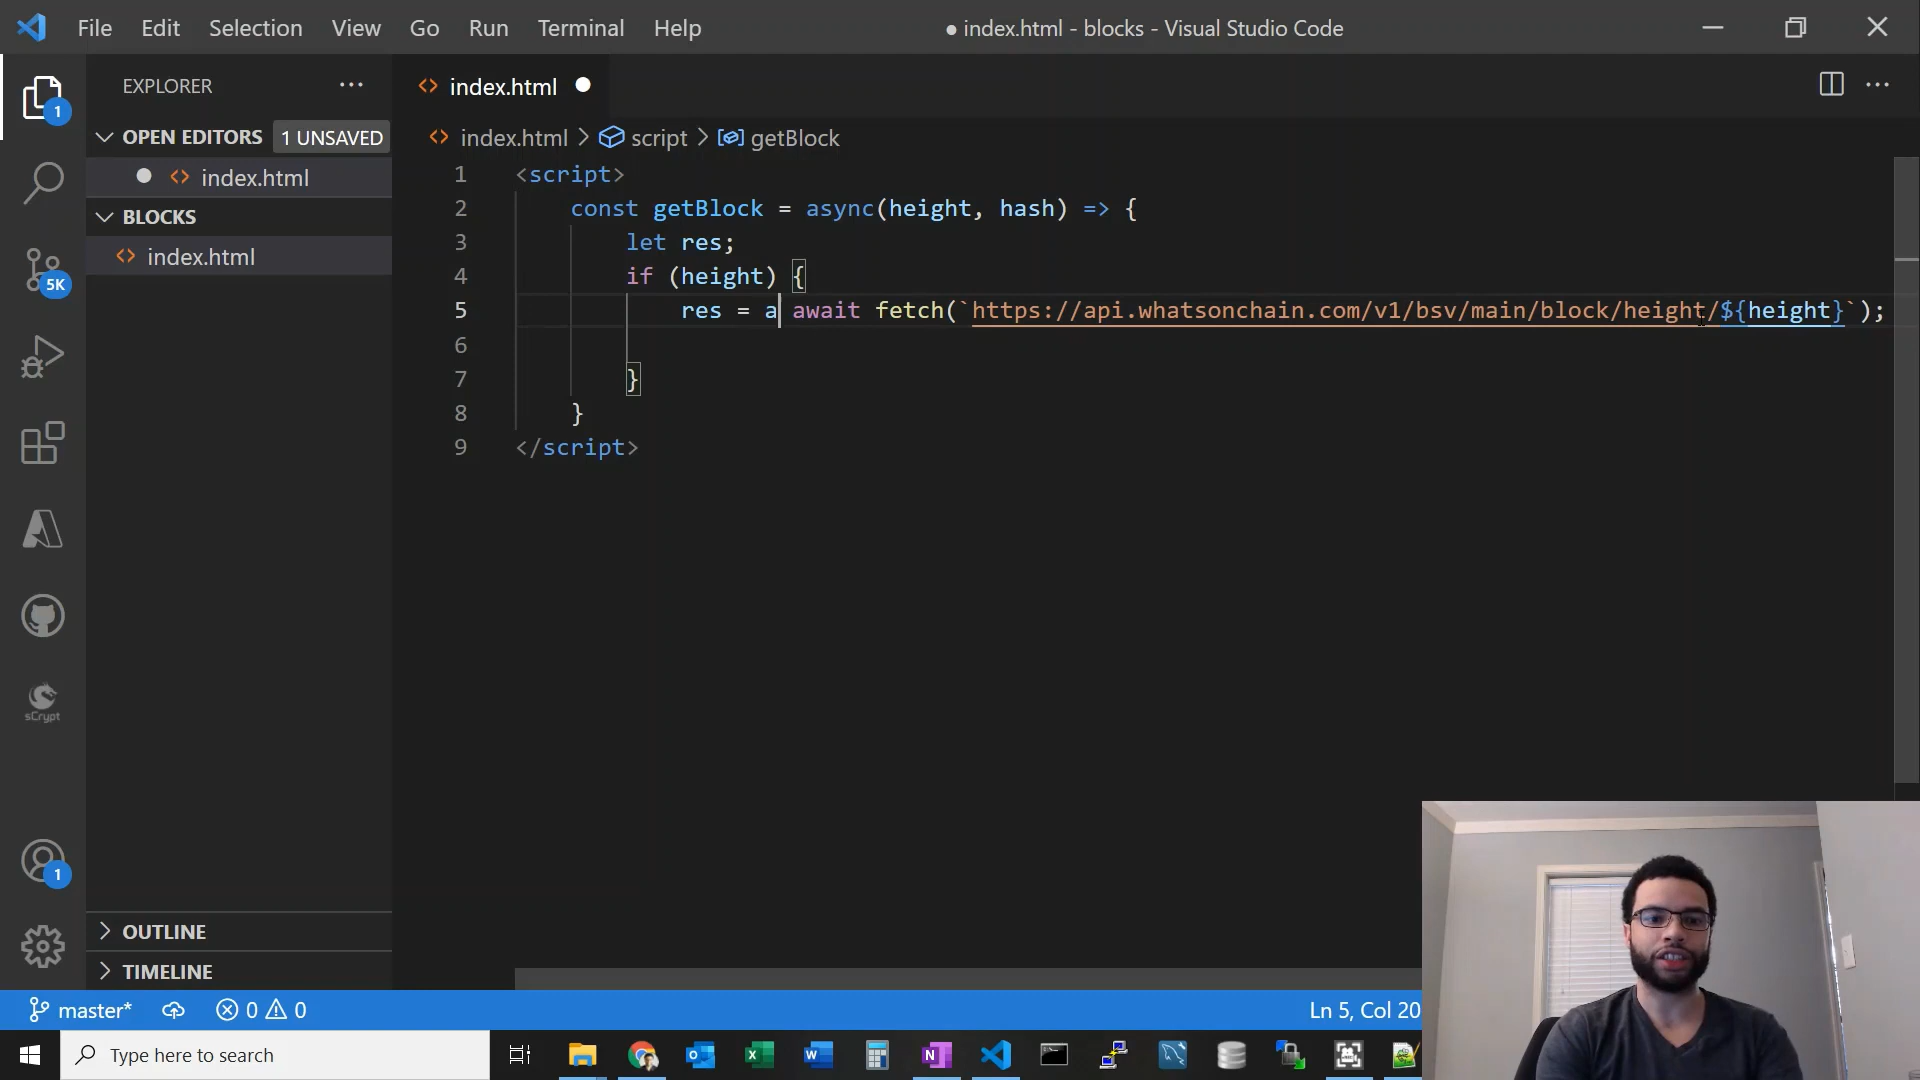 File Edit Selection View Go Run Terminal Help
● index.html - blocks - Visual Studio Code
EXPLORER
OPEN EDITORS 1 UNSAVED
index.html
BLOCKS
index.html
1
5K
sCrypt
1
OUTLINE
TIMELINE
index.html
index.html > script > getBlock
1 <script>
2 const getBlock = async(height, hash) => {
3 let res;
4 if (height) {
5 res = a await fetch(`https://api.whatsonchain.com/v1/bsv/main/block/height/${height}`);
6
7 }
8 }
9 </script>
master* 0 0
Ln 5, Col 20
Type here to search